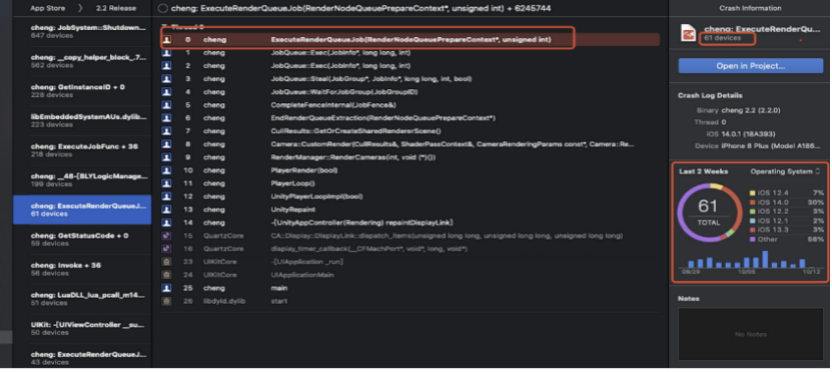 App Store > 2.2 Release
cheng: JobSystem::Shutdown...
647 devices
cheng: __copy_helper_block_.7...
562 devices
cheng: GetInstanceID + 0
228 devices
libEmbeddedSystemAUs.dylib...
223 devices
cheng: ExecuteJobFunc + 36
218 devices
cheng: __48-[BLYLogicManage...
199 devices
cheng: ExecuteRenderQueueJ...
61 devices
cheng: GetStatusCode + 0
59 devices
cheng: Invoke + 36
56 devices
cheng: LuaDLL_lua_pcall_m14...
51 devices
UIKit: -[UIViewController __su...
50 devices
cheng: ExecuteRenderQueueJ...
43 devices
cheng: ExecuteRenderQueueJob(RenderNodeQueuePrepareContext*, unsigned int) + 6245744
Thread 0
0 cheng ExecuteRenderQueueJob(RenderNodeQueuePrepareContext*, unsigned int)
1 cheng JobQueue::Exec(JobInfo*, long long, int)
2 cheng JobQueue::Exec(JobInfo*, long long, int)
3 cheng JobQueue::Steal(JobGroup*, JobInfo*, long long, int, bool)
4 cheng JobQueue::WaitForJobGroup(JobGroupID)
5 cheng CompleteFenceInternal(JobFence&)
6 cheng EndRenderQueueExtraction(RenderNodeQueuePrepareContext*)
7 cheng CullResults::GetOrCreateSharedRendererScene()
8 cheng Camera::CustomRender(CullResults&, ShaderPassContext&, CameraRenderingParams const*, Camera::Re...
9 cheng RenderManager::RenderCameras(int, void (*)())
10 cheng PlayerRender(bool)
11 cheng PlayerLoop()
12 cheng UnityPlayerLoopImpl(bool)
13 cheng UnityRepaint
14 cheng -[UnityAppController(Rendering) repaintDisplayLink]
15 QuartzCore CA::Display::DisplayLink::dispatch_items(unsigned long long, unsigned long long, unsigned long long)
16 QuartzCore display_timer_callback(__CFMachPort*, void*, long, void*)
23 UIKitCore -[UIApplication _run]
24 UIKitCore UIApplicationMain
25 cheng main
26 libdyld.dylib start
Crash Information
cheng: ExecuteRenderQu...
61 devices
Open in Project...
Crash Log Details
Binary cheng 2.2 (2.2.0)
Thread 0
iOS 14.0.1 (18A393)
Device iPhone 8 Plus (Model A186...
Last 2 Weeks Operating System
61
TOTAL
iOS 12.4 7%
iOS 14.0 30%
iOS 12.2 3%
iOS 12.1 2%
iOS 13.3 3%
Other 56%
09/29 10/05 10/12
Notes
No Notes